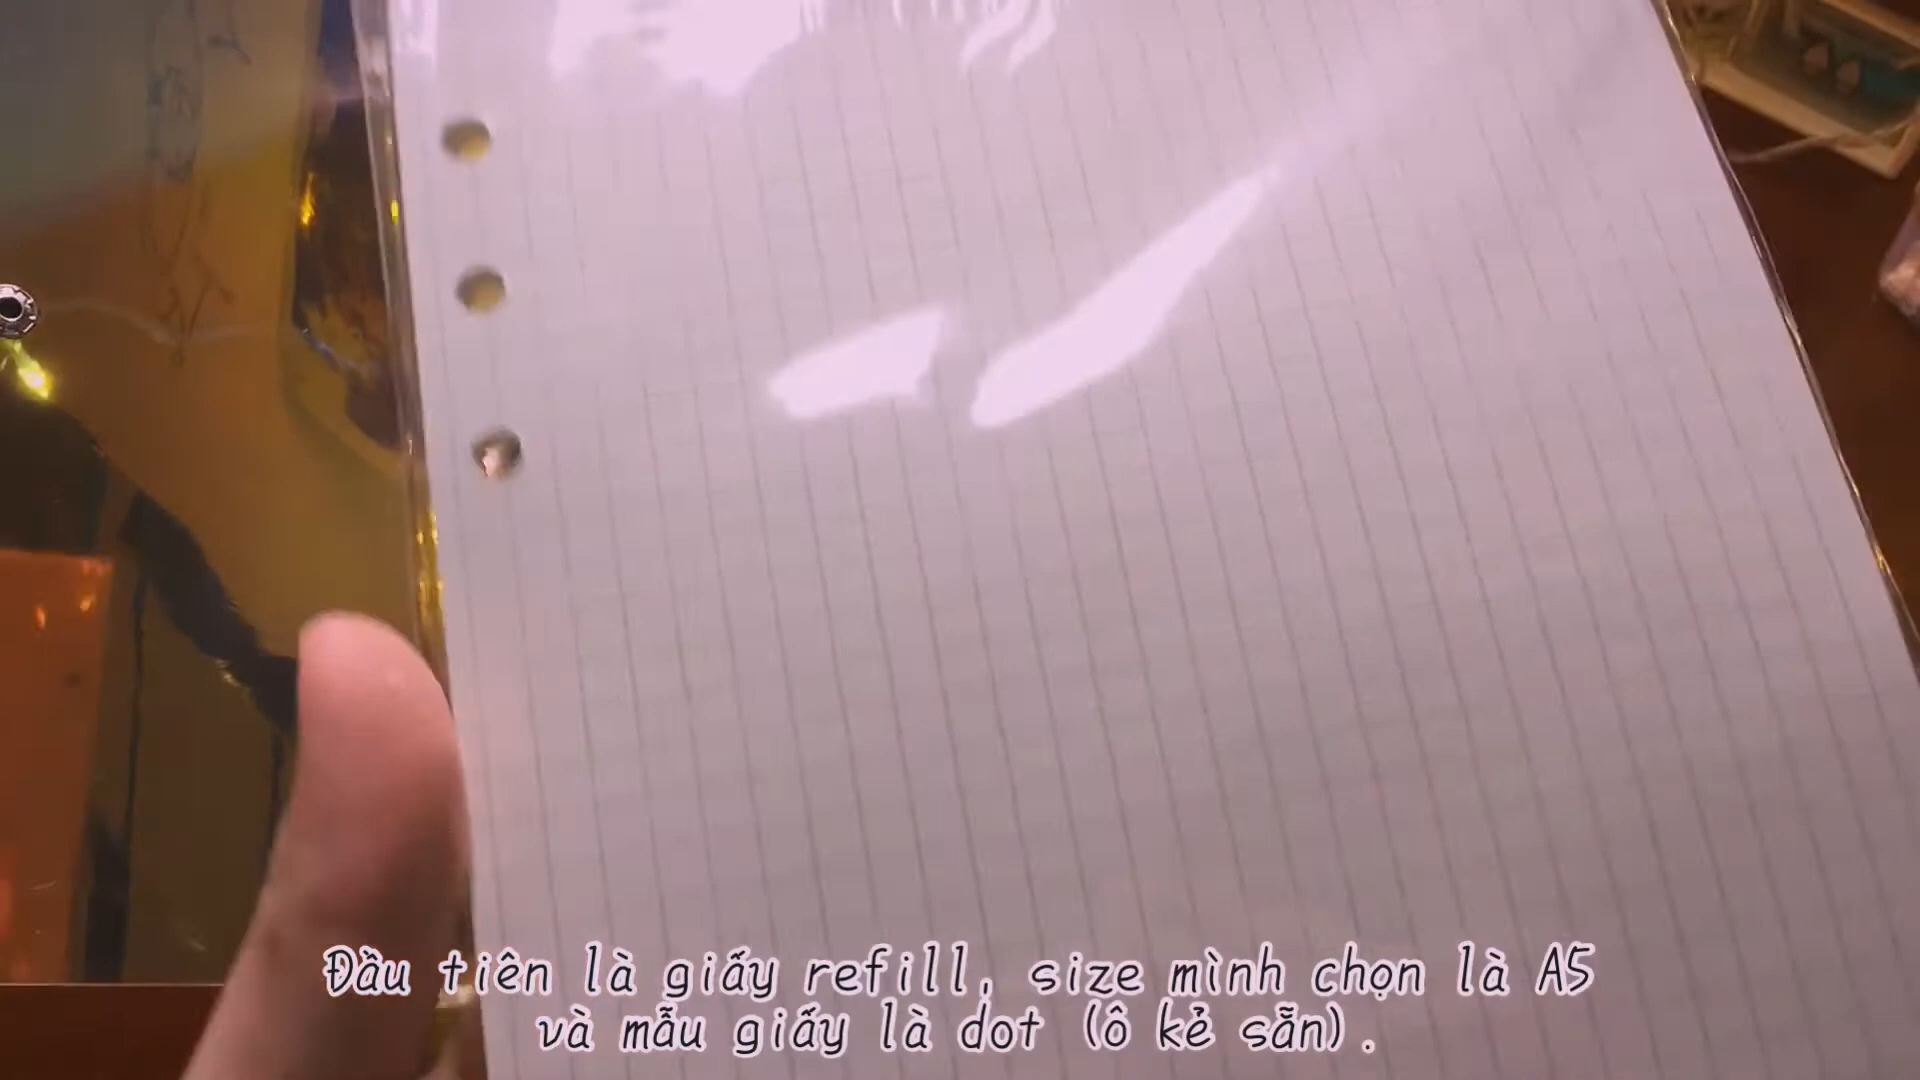 Đầu tiên là giấy refill, size mình chọn là A5
và mẫu giấy là dot (ô kẻ sẵn).